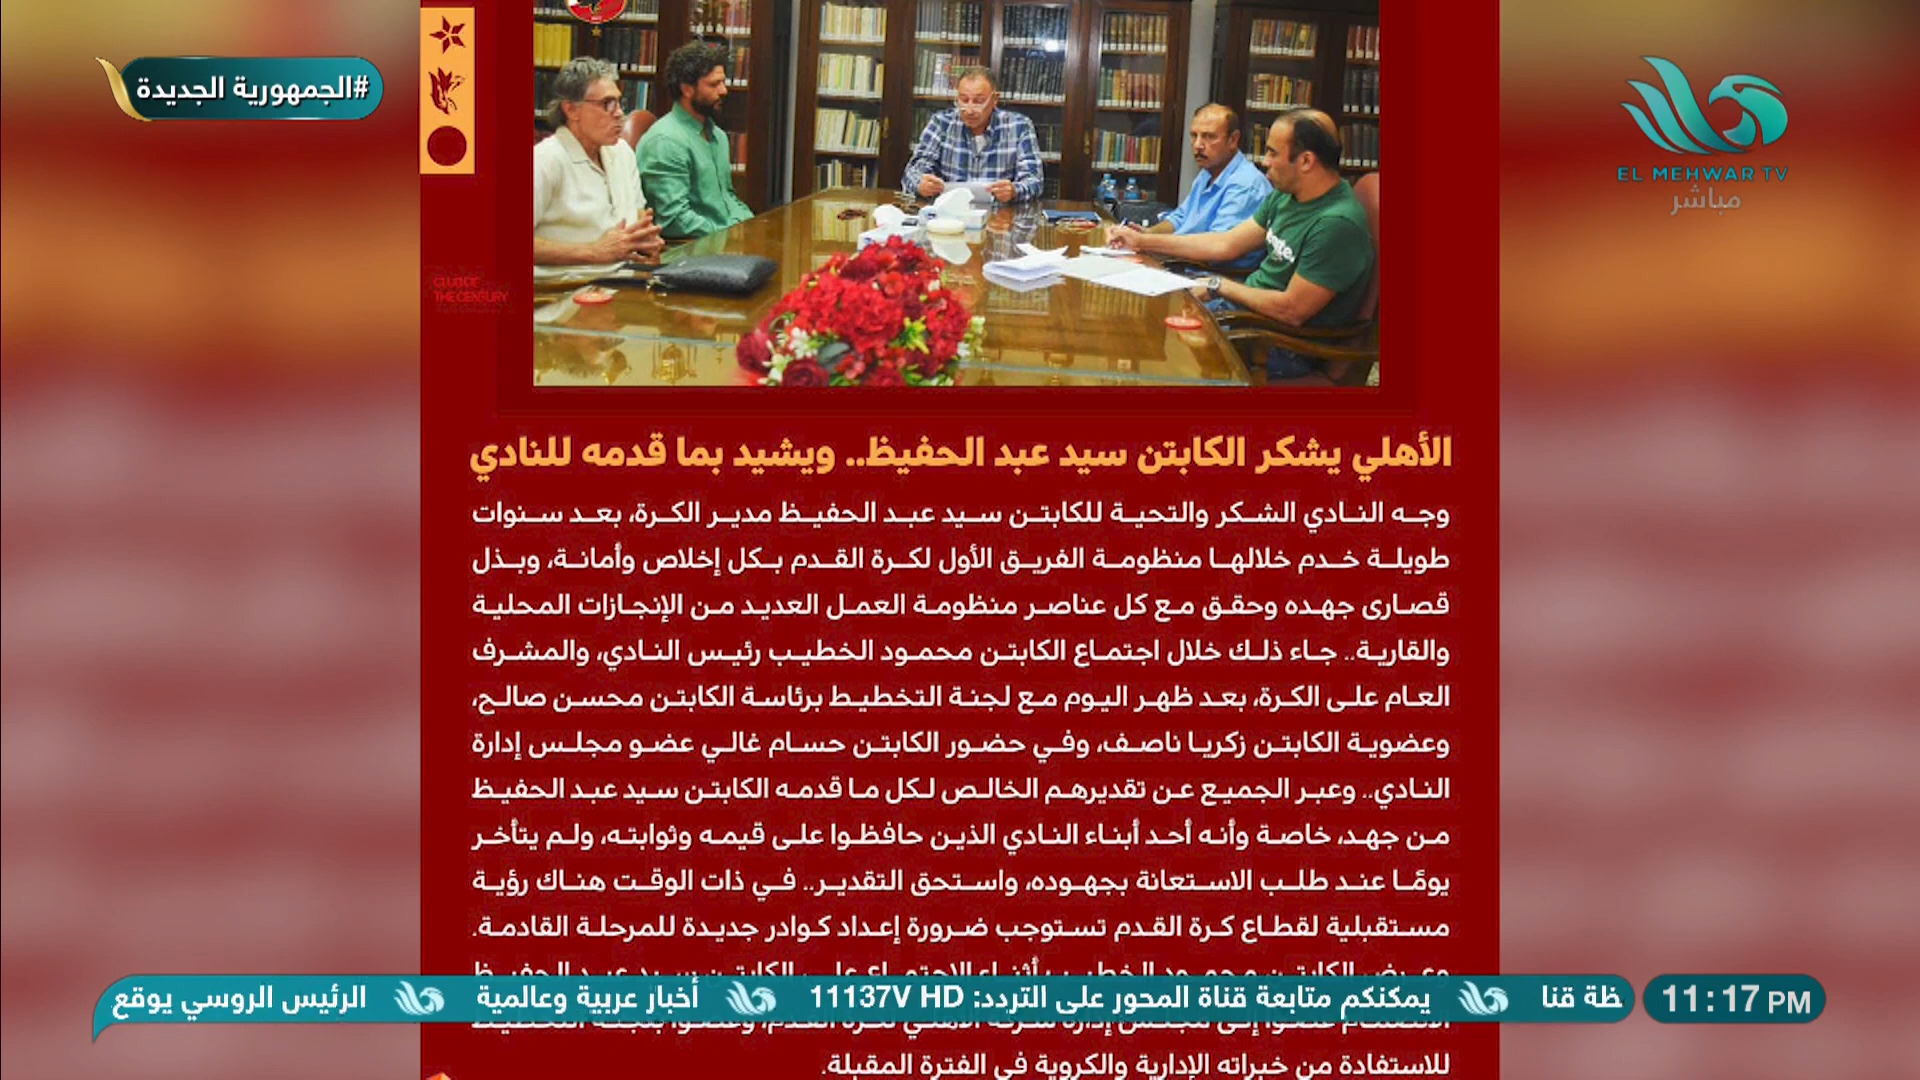 #الجمهورية الجديدة
EL MEHWAR TV
مباشر
CLUB OF
THE CENTURY
الأهلي يشكر الكابتن سيد عبد الحفيظ.. ويشيد بما قدمه للنادي
وجه النادي الشكر والتحية للكابتن سيد عبد الحفيظ مدير الكرة، بعد سنوات
طويلة خدم خلالها منظومة الفريق الأول لكرة القدم بكل إخلاص وأمانة، وبذل
قصارى جهده وحقق مع كل عناصر منظومة العمل العديد من الإنجازات المحلية
والقارية.. جاء ذلك خلال اجتماع الكابتن محمود الخطيب رئيس النادي، والمشرف
العام على الكرة، بعد ظهر اليوم مع لجنة التخطيط برئاسة الكابتن محسن صالح،
وعضوية الكابتن زكريا ناصف، وفي حضور الكابتن حسام غالي عضو مجلس إدارة
النادي.. وعبر الجميع عن تقديرهم الخالص لكل ما قدمه الكابتن سيد عبد الحفيظ
من جهد، خاصة وأنه أحد أبناء النادي الذين حافظوا على قيمه وثوابته، ولم يتأخر
يومًا عند طلب الاستعانة بجهوده، واستحق التقدير.. في ذات الوقت هناك رؤية
مستقبلية لقطاع كرة القدم تستوجب ضرورة إعداد كوادر جديدة للمرحلة القادمة.
ظة قنا يمكنكم متابعة قناة المحور على التردد: 11137V HD أخبار عربية وعالمية الرئيس الروسي يوقع
11:17 PM
للاستفادة من خبراته الإدارية والكروية في الفترة المقبلة.